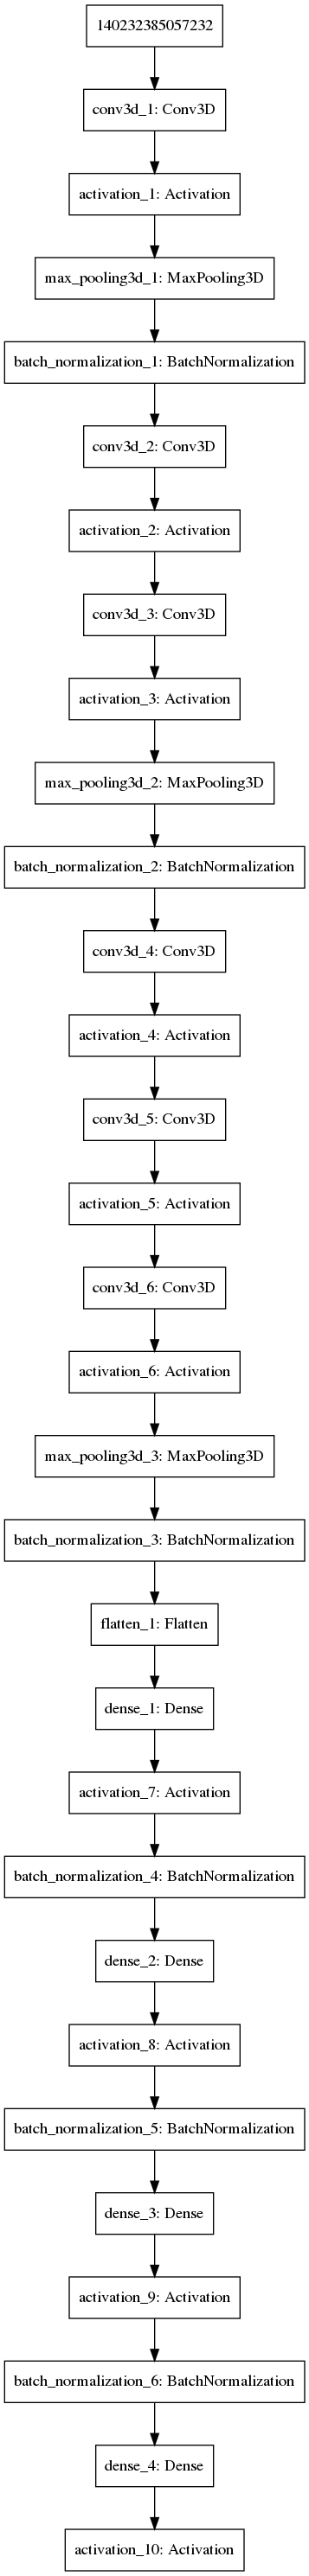 140232385057232
conv3d_1: Conv3D
activation_1: Activation
max_pooling3d_1: MaxPooling3D
batch_normalization_1: BatchNormalization
conv3d_2: Conv3D
activation_2: Activation
conv3d_3: Conv3D
activation_3: Activation
max_pooling3d_2: MaxPooling3D
batch_normalization_2: BatchNormalization
conv3d_4: Conv3D
activation_4: Activation
conv3d_5: Conv3D
activation_5: Activation
conv3d_6: Conv3D
activation_6: Activation
max_pooling3d_3: MaxPooling3D
batch_normalization_3: BatchNormalization
flatten_1: Flatten
dense_1: Dense
activation_7: Activation
batch_normalization_4: BatchNormalization
dense_2: Dense
activation_8: Activation
batch_normalization_5: BatchNormalization
dense_3: Dense
activation_9: Activation
batch_normalization_6: BatchNormalization
dense_4: Dense
activation_10: Activation